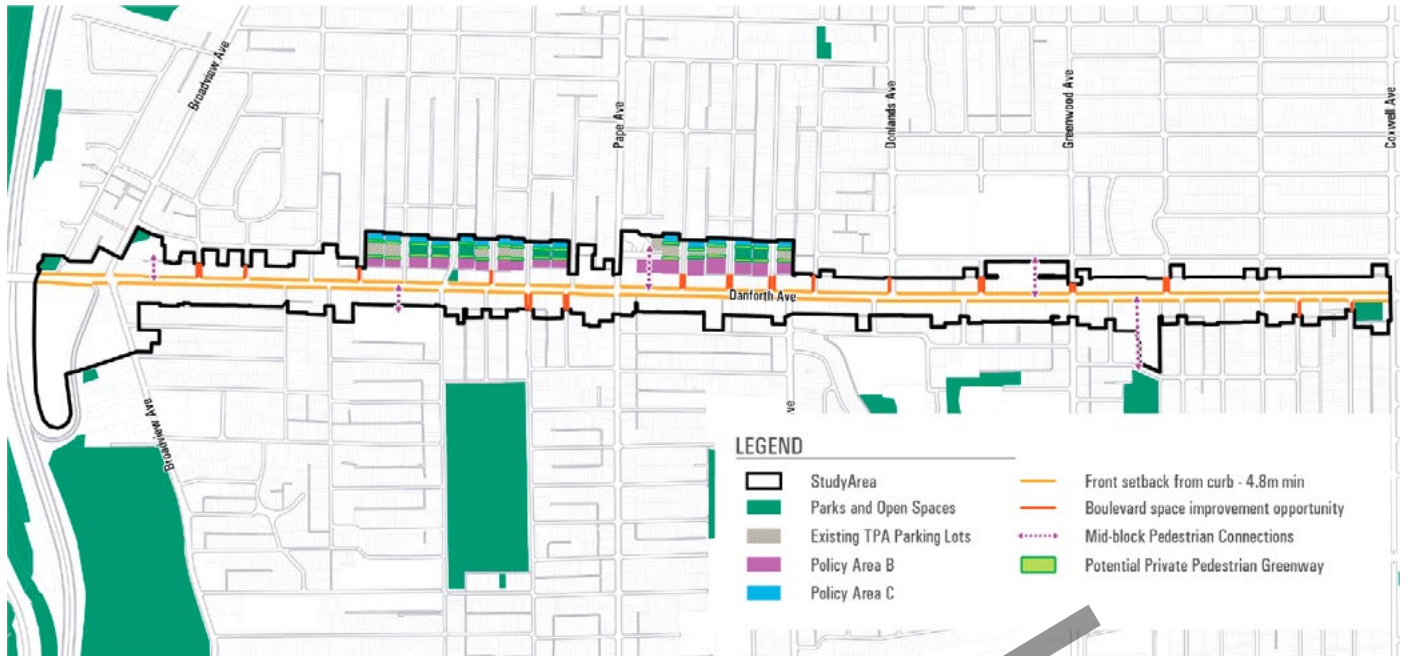 Broadview Ave
Pape Ave
Donlands Ave
Greenwood Ave
Coxwell Ave
Danforth Ave
Broadview Ave
ve
LEGEND
StudyArea
Parks and Open Spaces
Existing TPA Parking Lots
Policy Area B
Policy Area C
Front setback from curb - 4.8m min
Boulevard space improvement opportunity
Mid-block Pedestrian Connections
Potential Private Pedestrian Greenway